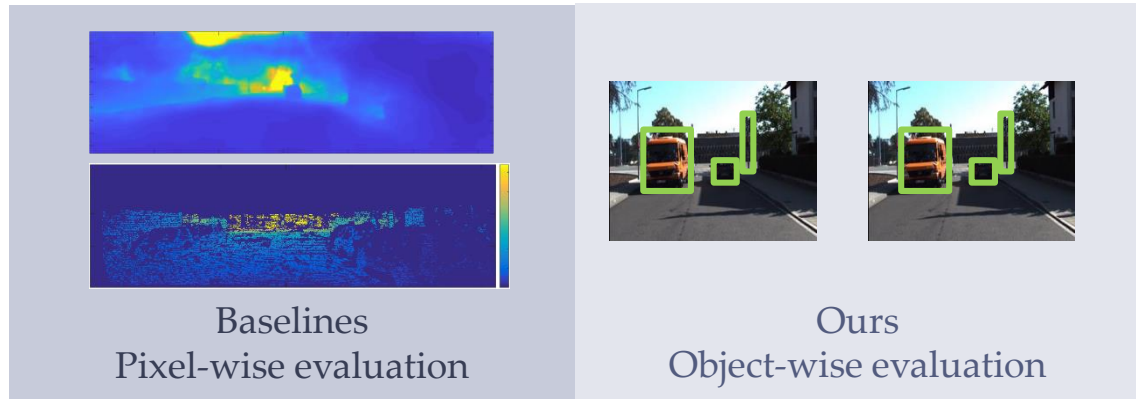 Baselines
Pixel-wise evaluation
Ours
Object-wise evaluation